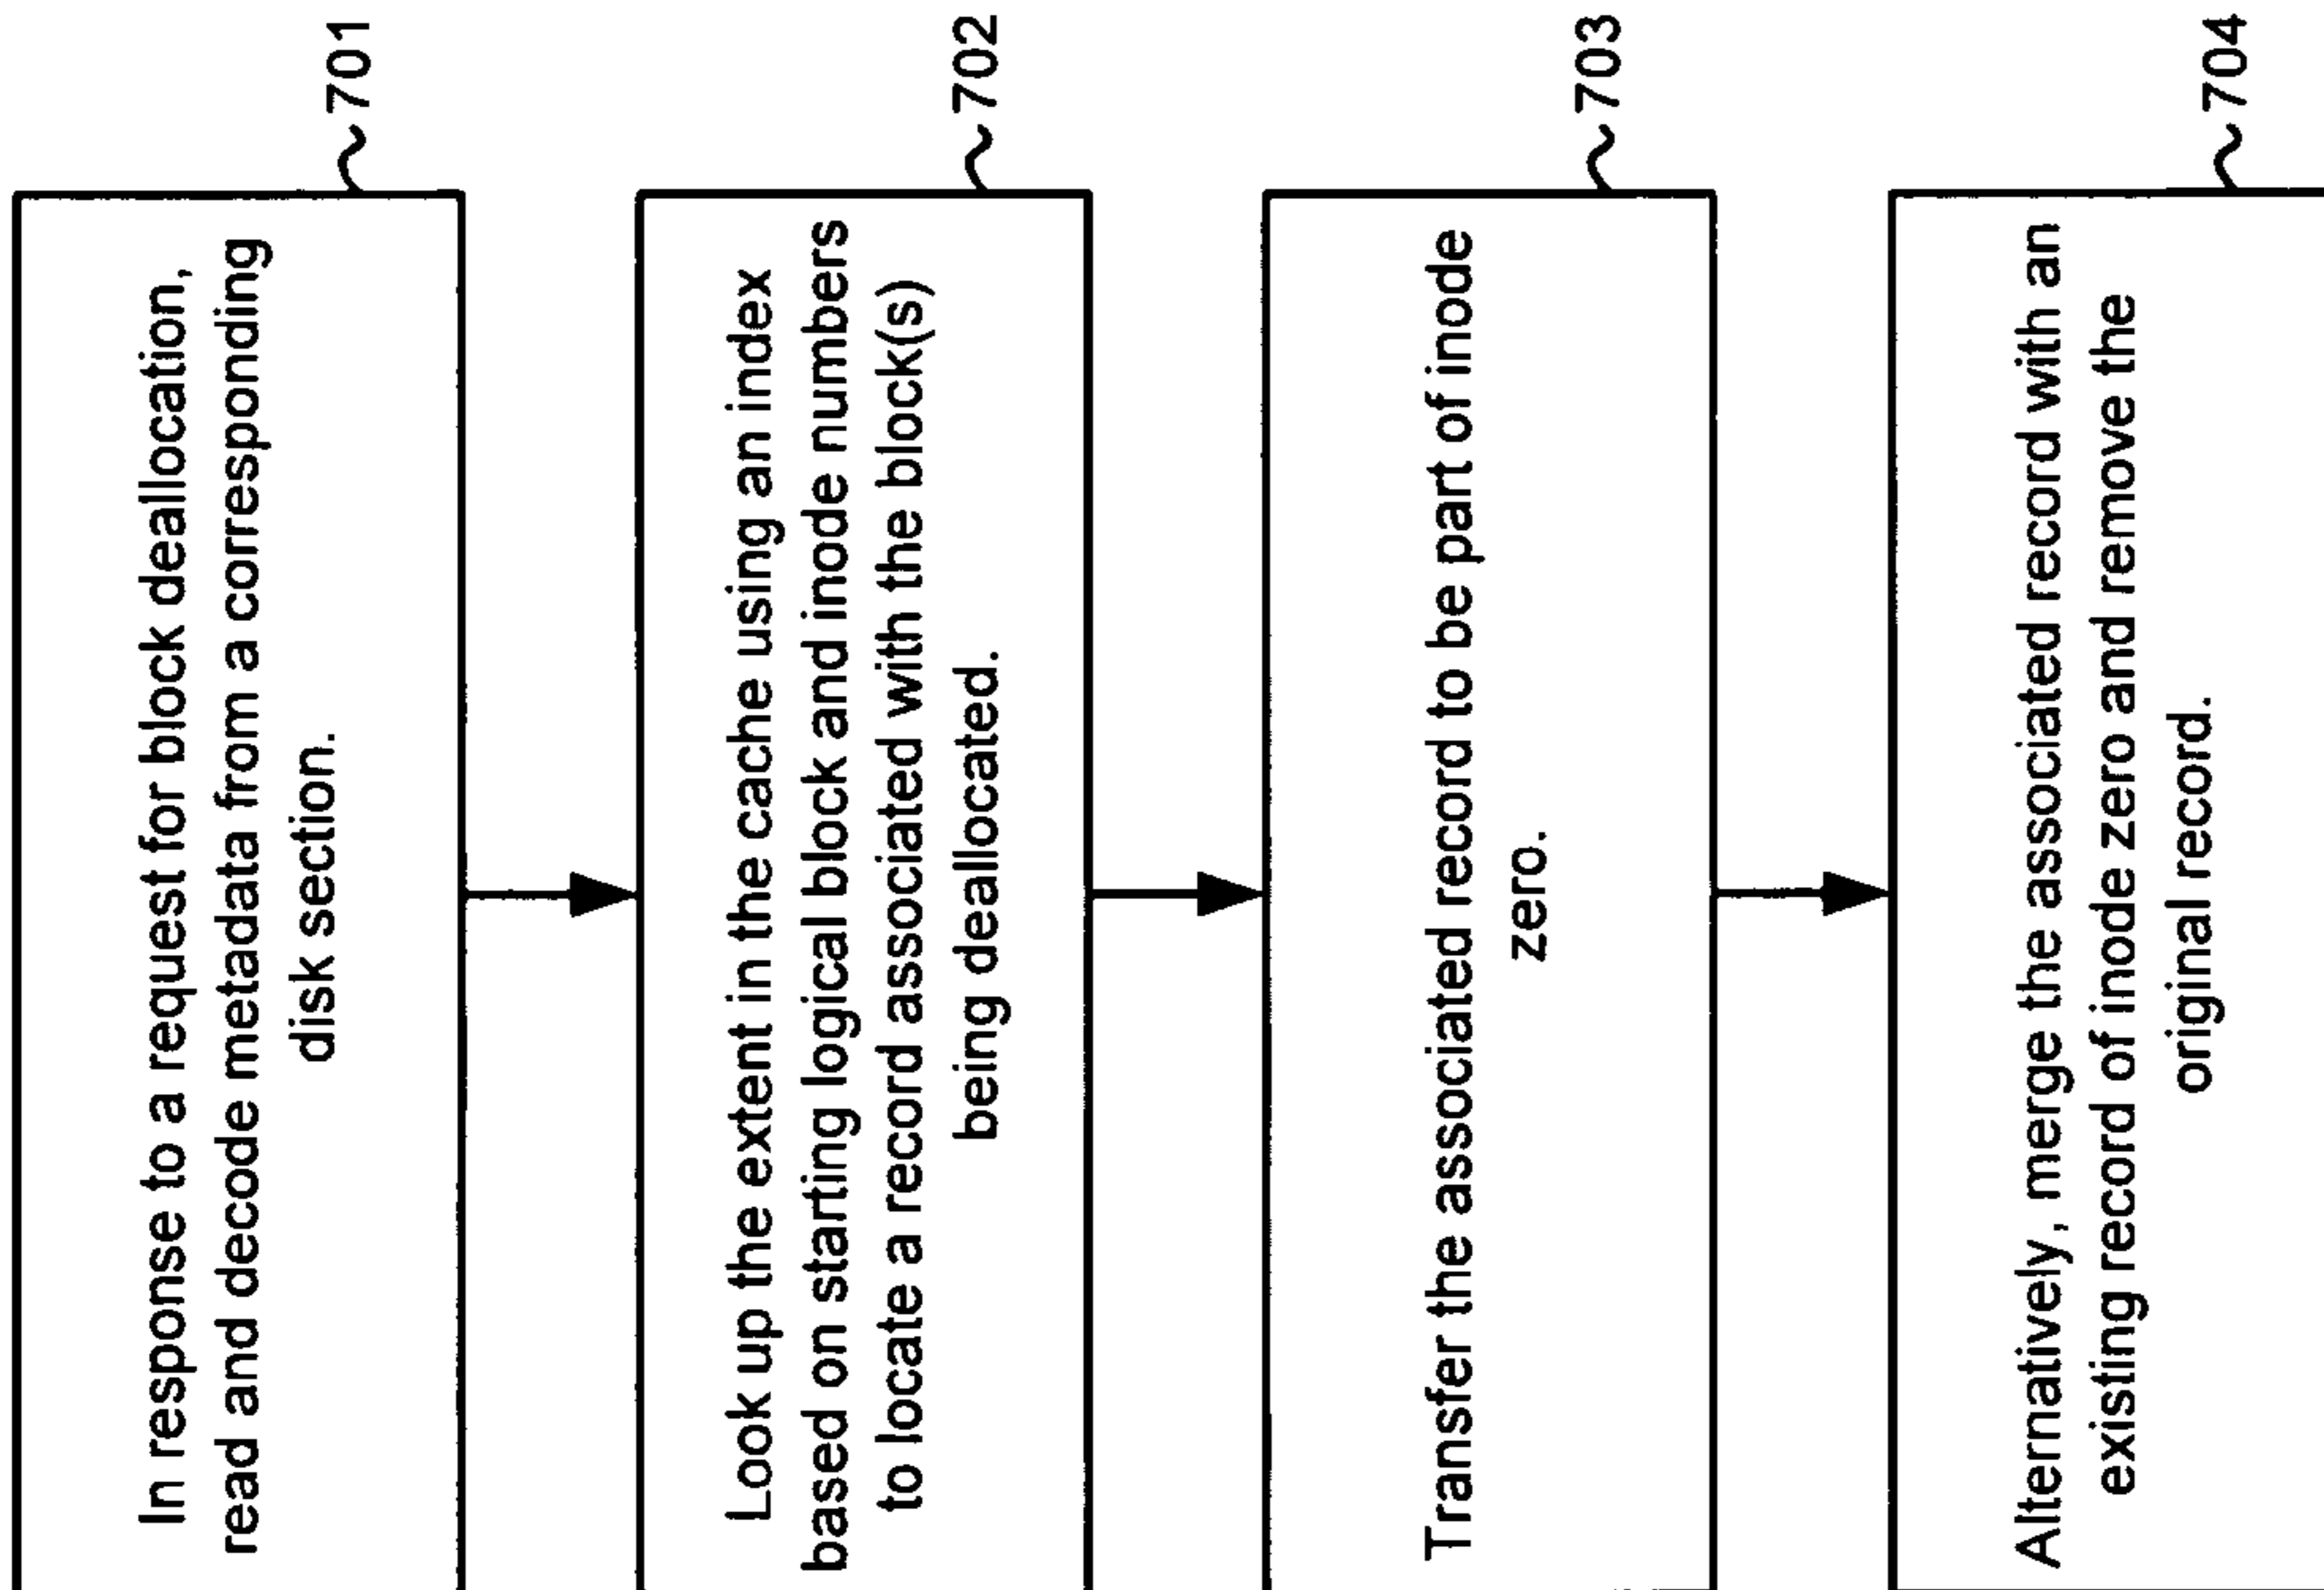 In response to a request for block deallocation,
read and decode metadata from a corresponding
disk section.
701
Look up the extent in the cache using an index
based on starting logical block and inode numbers
to locate a record associated with the block(s)
being deallocated.
702
Transfer the associated record to be part of inode
zero.
703
Alternatively, merge the associated record with an
existing record of inode zero and remove the
original record.
704